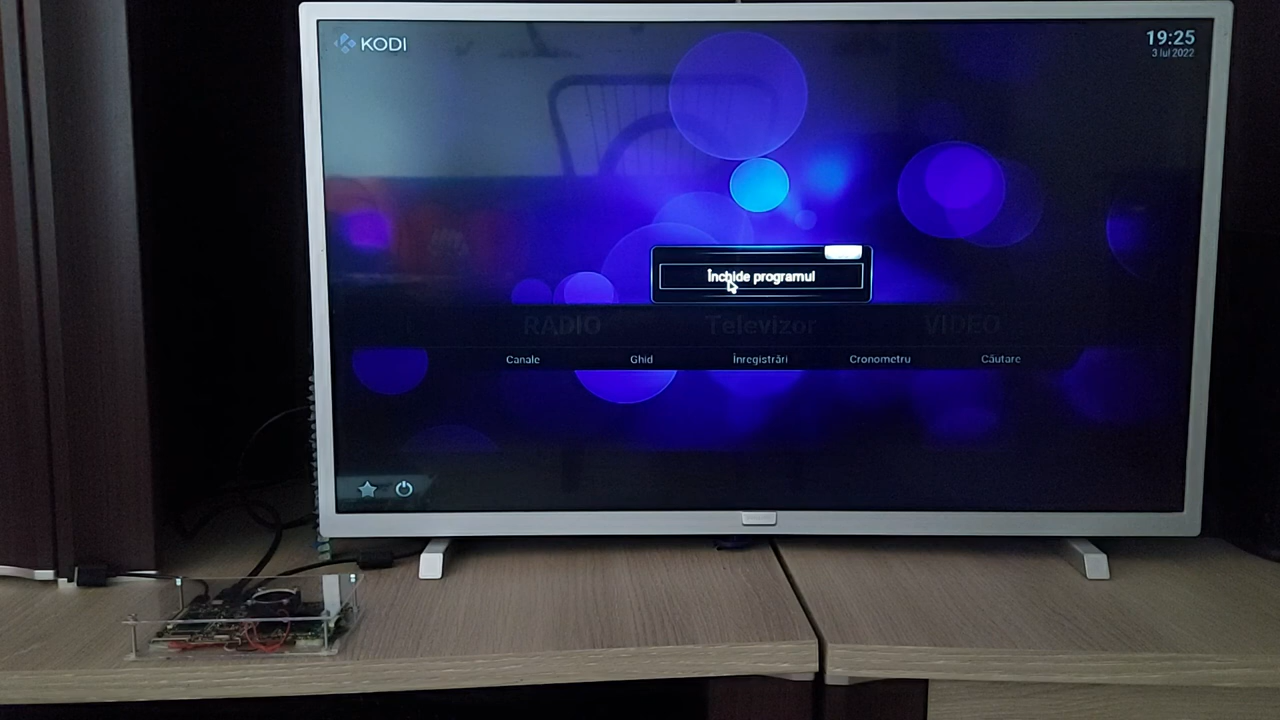 KODI
19:25
3 Iul 2022
Închide programul
RADIO
Televizor
VIDEO
Canale
Ghid
Înregistrări
Cronometru
Căutare